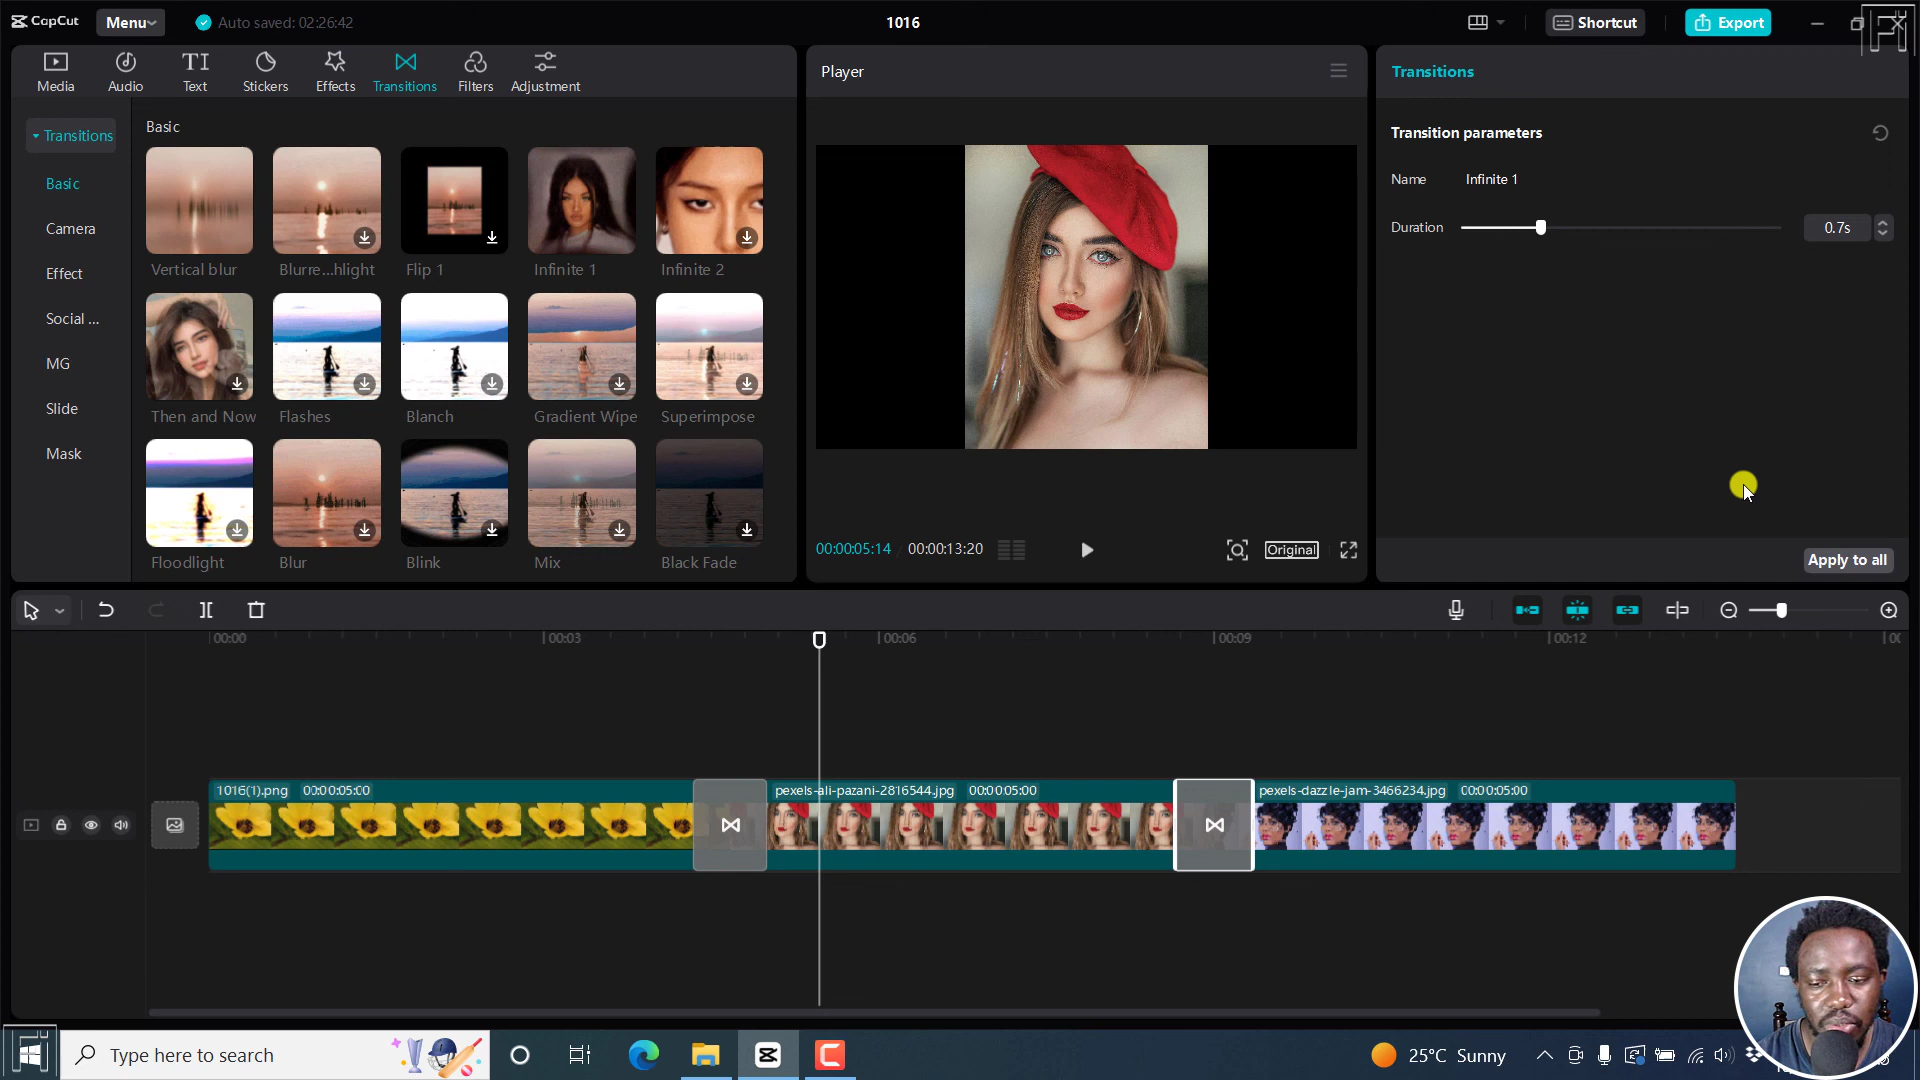 CapCut
Menu
Auto saved: 02:26:42
1016
Shortcut
Export
Media
Audio
TI
Text
Stickers
Effects
Transitions
Filters
Adjustment
Player
Transitions
Transitions
Basic
Camera
Effect
Social ...
MG
Slide
Mask
Basic
Vertical blur
Blurre...hlight
Flip 1
Infinite 1
Infinite 2
Then and Now
Flashes
Blanch
Gradient Wipe
Superimpose
Floodlight
Blur
Blink
Mix
Black Fade
00:00:05:14 / 00:00:13:20
Original
Transition parameters
Name Infinite 1
Duration 0.7s
Apply to all
00:00
00:03
00:06
00:09
00:12
1016(1).png 00:00:05:00
pexels-ali-pazani-2816544.jpg 00:00:05:00
pexels-dazzle-jam-3466234.jpg 00:00:05:00
Type here to search
25°C Sunny